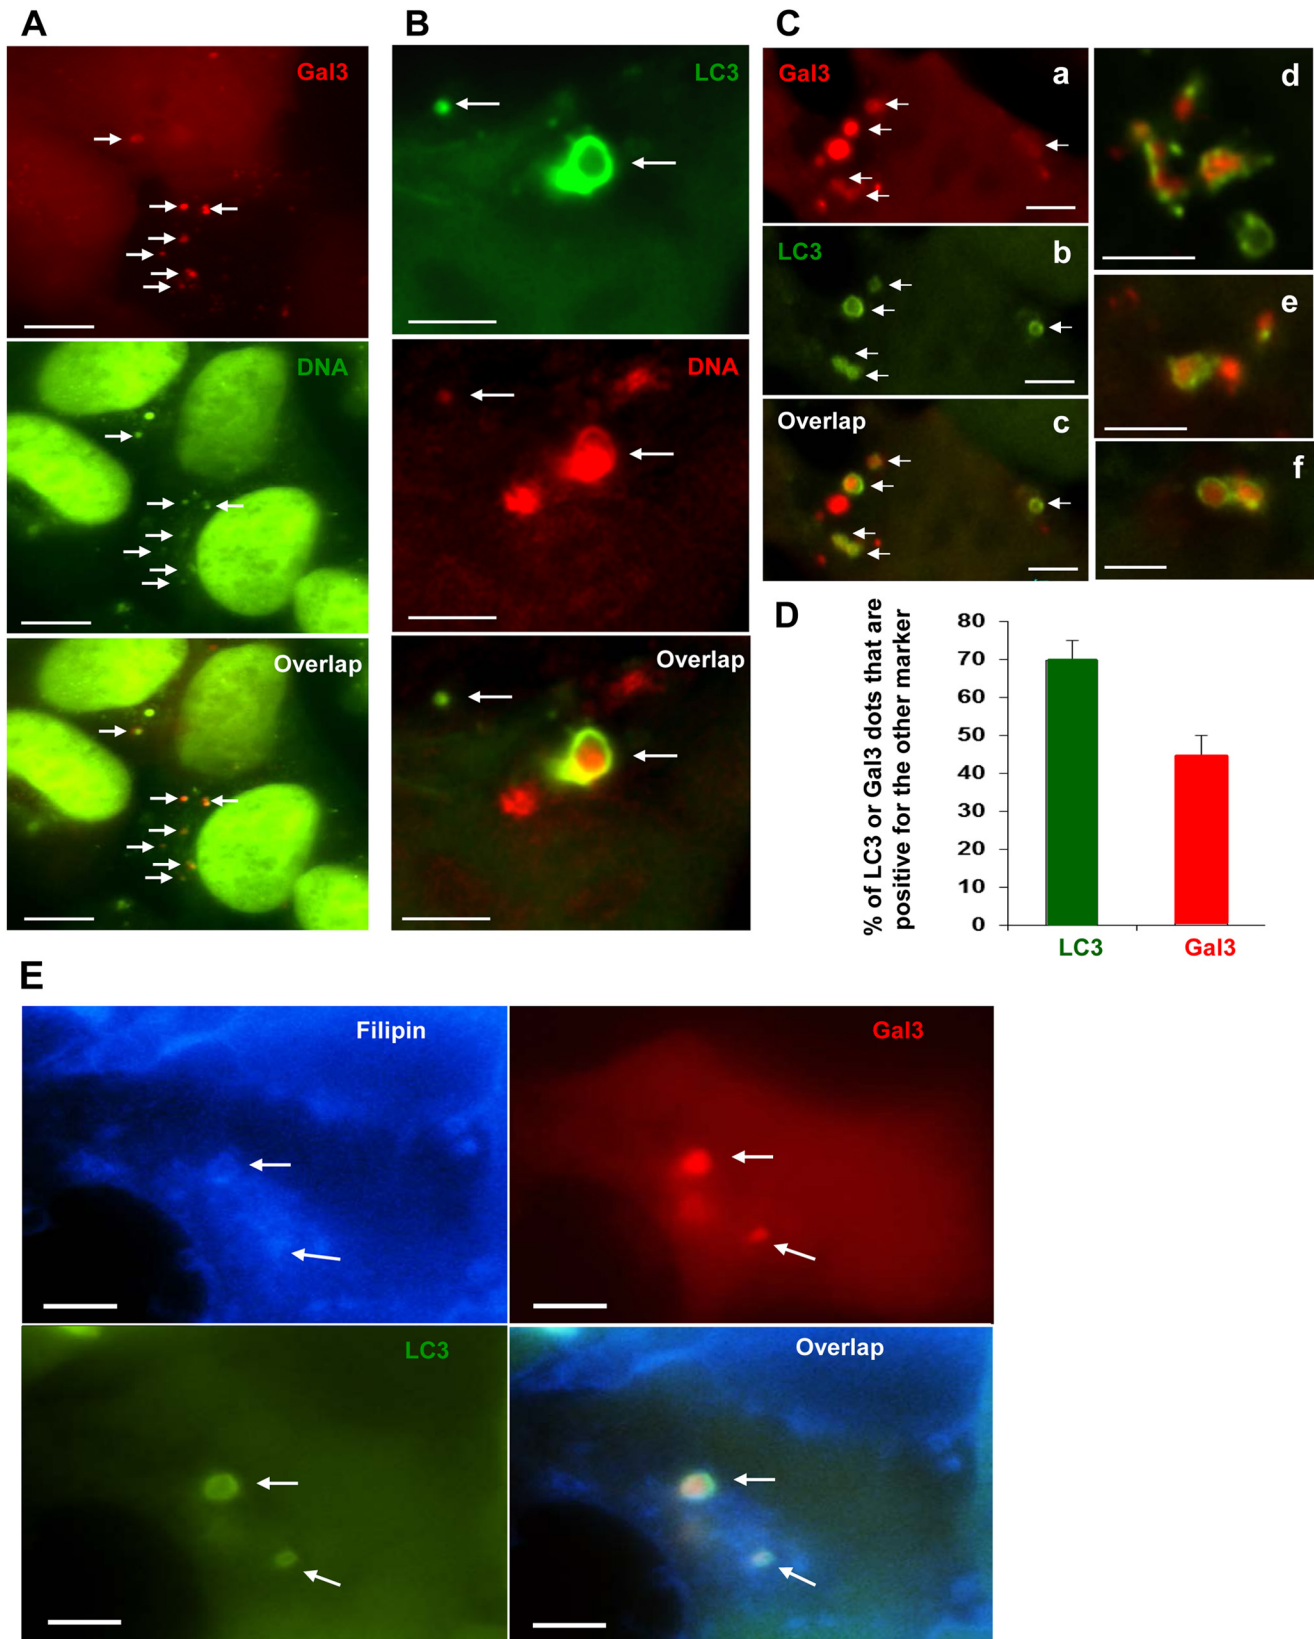 A
Gal3
DNA
Overlap
B
LC3
DNA
Overlap
C
Gal3
a
LC3
b
Overlap
c
d
e
f
D
% of LC3 or Gal3 dots that are
positive for the other marker
80
70
60
50
40
30
20
10
0
LC3
Gal3
E
Filipin
Gal3
LC3
Overlap